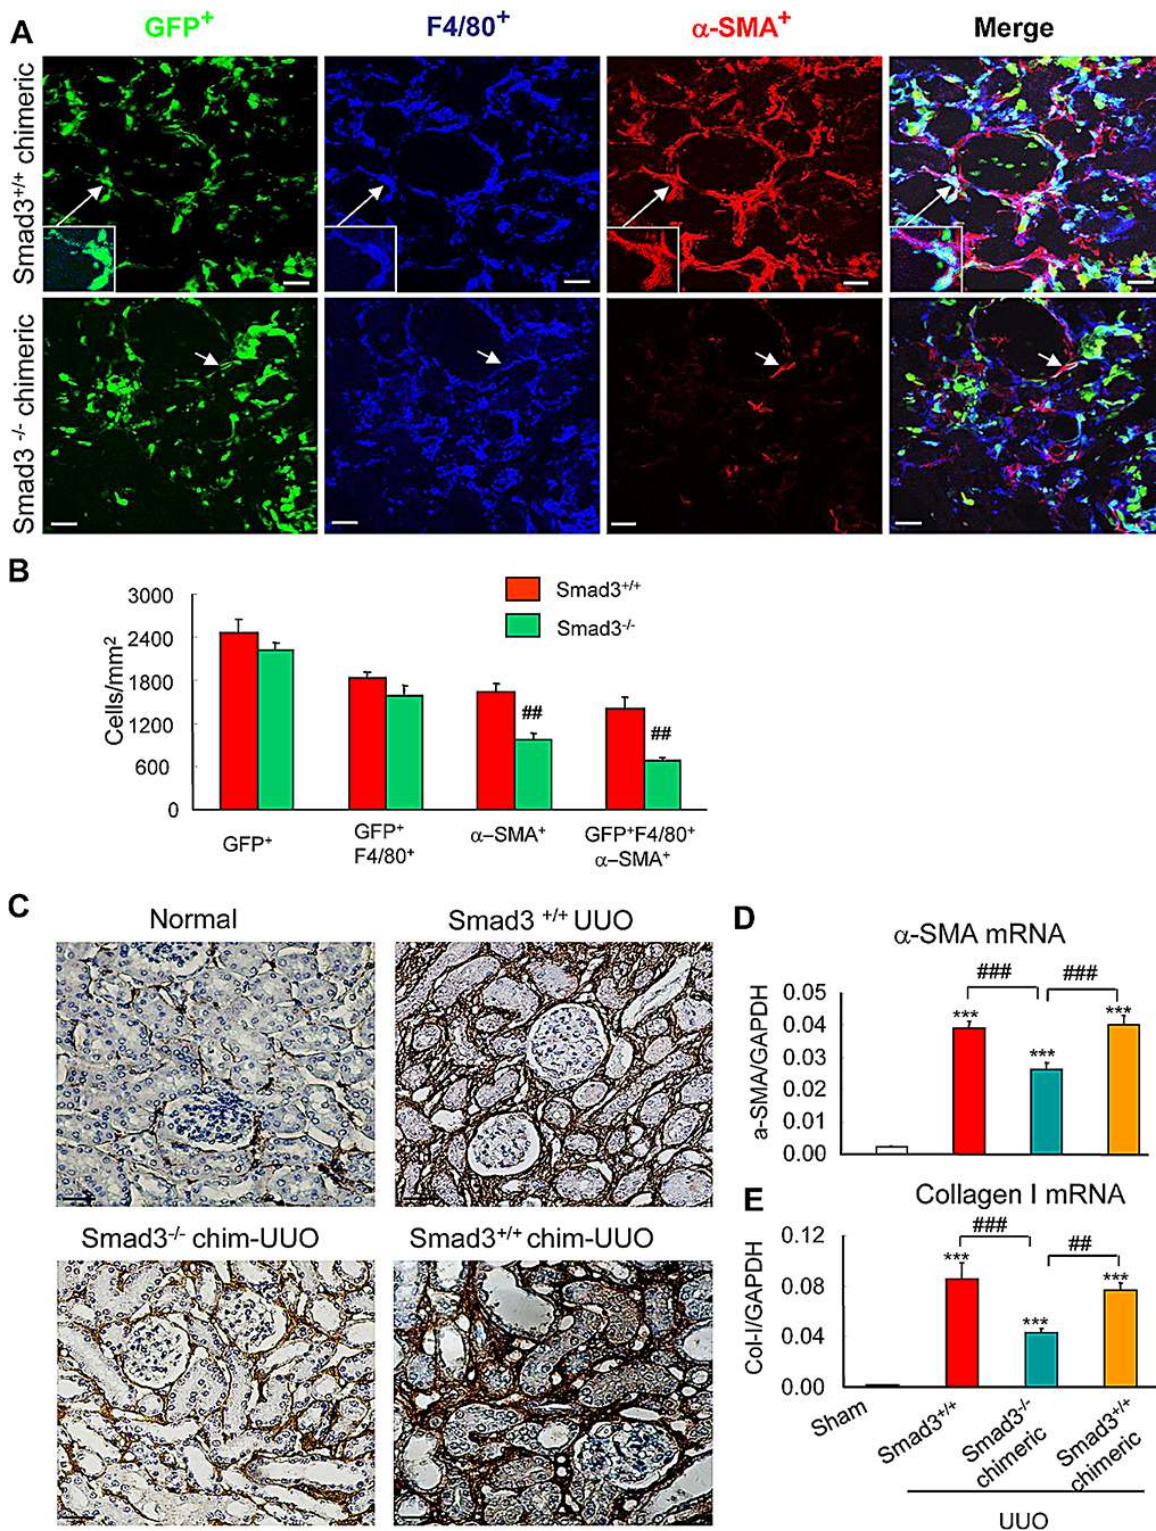 A
GFP+ F4/80+ α-SMA+ Merge
Smad3+/+ chimeric
Smad3 -/- chimeric
B
3000
2400
1800
1200
600
0
Cells/mm2
Smad3+/+
Smad3-/-
##
##
GFP+
GFP+
F4/80+
α–SMA+
GFP+F4/80+
α–SMA+
C
Normal
Smad3 +/+ UUO
Smad3-/- chim-UUO
Smad3+/+ chim-UUO
D
α-SMA mRNA
a-SMA/GAPDH
0.05
0.04
0.03
0.02
0.01
0.00
### ###
*** *** ***
E
Collagen I mRNA
Col-I/GAPDH
0.12
0.08
0.04
0.00
### ##
*** *** ***
Sham
Smad3+/+
Smad3-/-
chimeric
Smad3+/+
chimeric
UUO